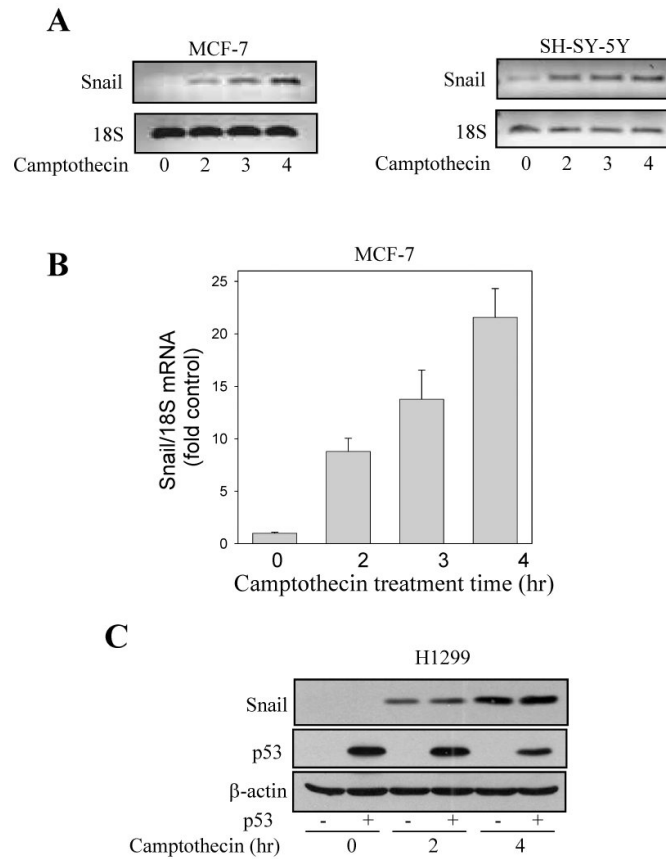 A
MCF-7 SH-SY-5Y
Snail Snail
18S 18S
Camptothecin 0 2 3 4 Camptothecin 0 2 3 4
B
MCF-7
25
20
15
10
5
0
Snail/18S mRNA
(fold control)
0 2 3 4
Camptothecin treatment time (hr)
C
H1299
Snail
p53
β-actin
p53 - + - + - +
Camptothecin (hr) 0 2 4